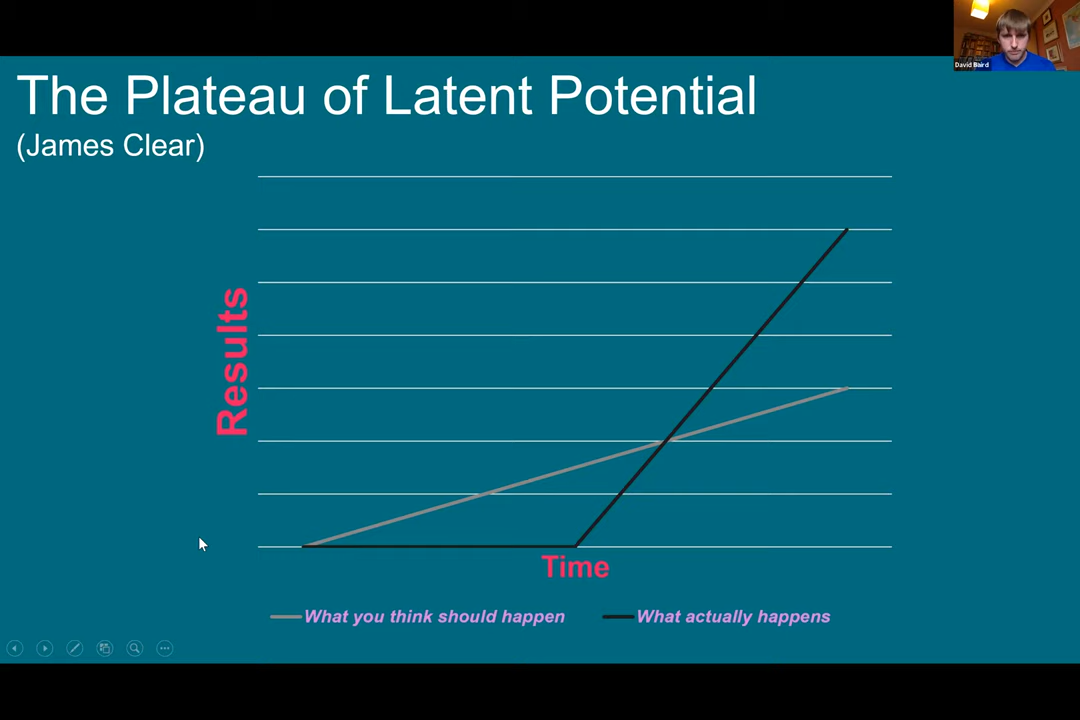 David Baird
The Plateau of Latent Potential
(James Clear)
Results
Time
What you think should happen
What actually happens